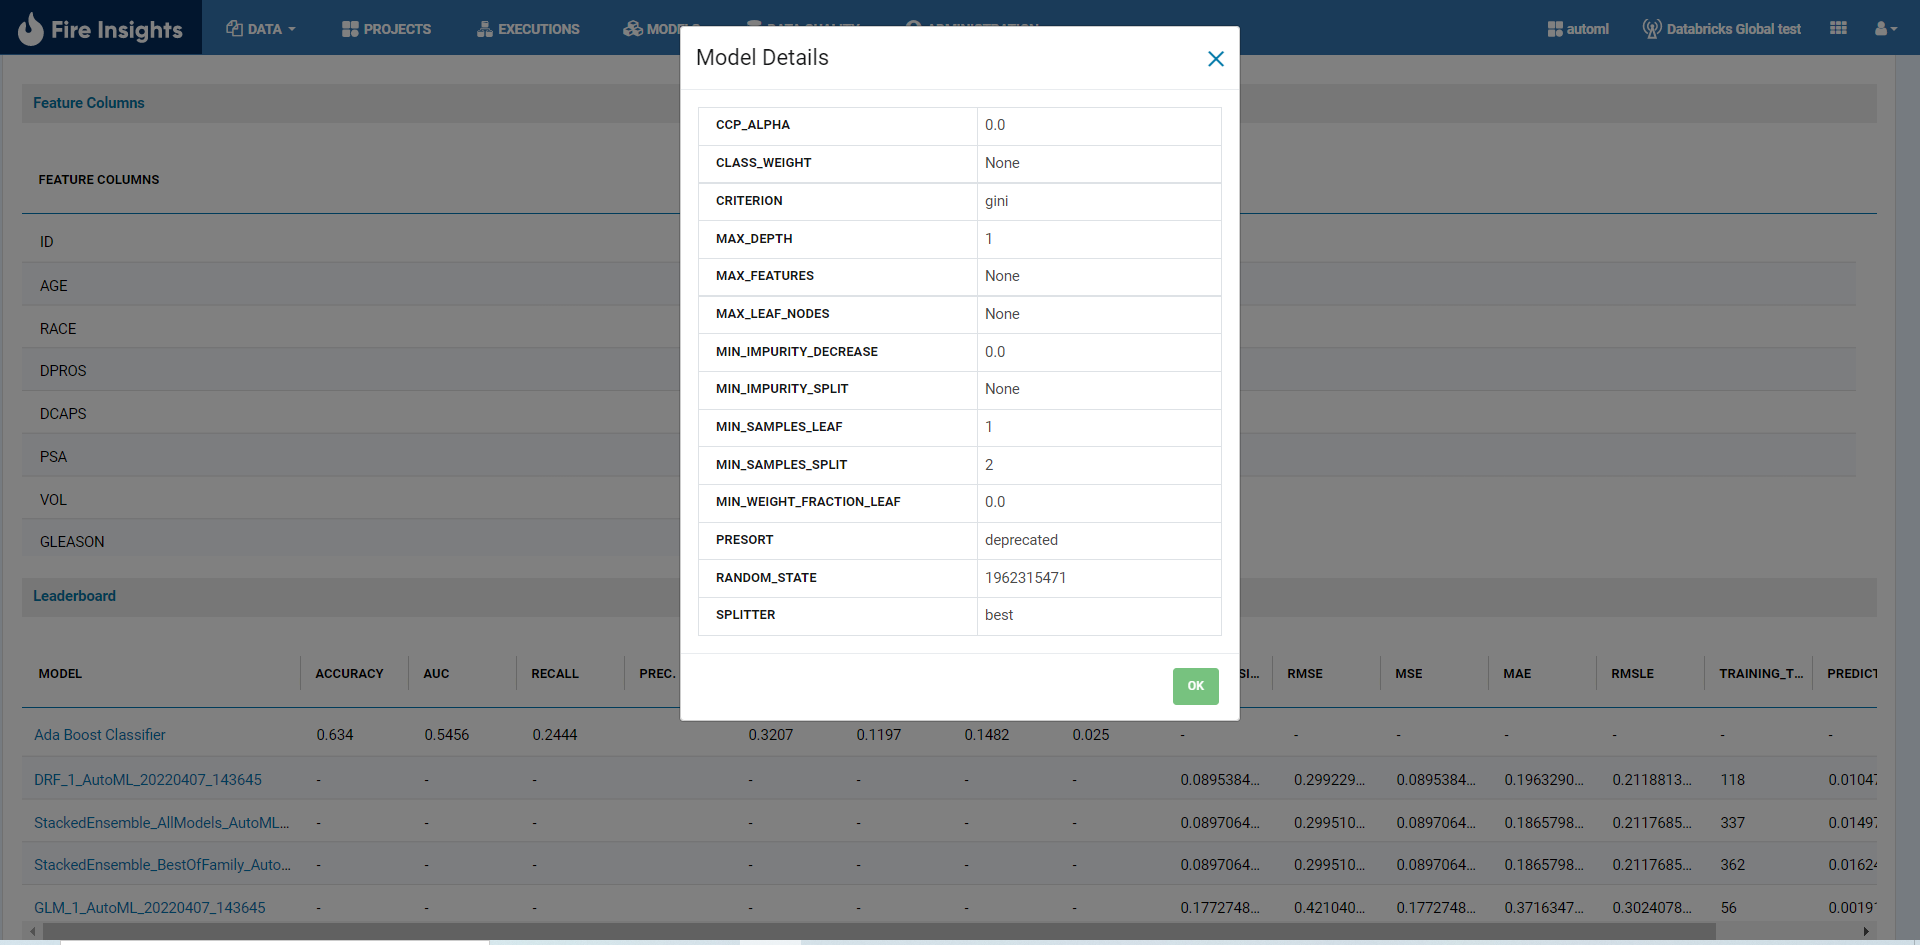 Fire Insights DATA PROJECTS EXECUTIONS automl Databricks Global test
Model Details
Feature Columns
FEATURE COLUMNS
ID
AGE
RACE
DPROS
DCAPS
PSA
VOL
GLEASON
CCP_ALPHA 0.0
CLASS_WEIGHT None
CRITERION gini
MAX_DEPTH 1
MAX_FEATURES None
MAX_LEAF_NODES None
MIN_IMPURITY_DECREASE 0.0
MIN_IMPURITY_SPLIT None
MIN_SAMPLES_LEAF 1
MIN_SAMPLES_SPLIT 2
MIN_WEIGHT_FRACTION_LEAF 0.0
PRESORT deprecated
RANDOM_STATE 1962315471
SPLITTER best
OK
Leaderboard
MODEL ACCURACY AUC RECALL PREC. SI... RMSE MSE MAE RMSLE TRAINING_T... PREDICT
Ada Boost Classifier 0.634 0.5456 0.2444 0.3207 0.1197 0.1482 0.025 - - - - - - -
DRF_1_AutoML_20220407_143645 - - - - - - - 0.0895384... 0.299229... 0.0895384... 0.1963290... 0.2118813... 118 0.01047
StackedEnsemble_AllModels_AutoML... - - - - - - - 0.0897064... 0.299510... 0.0897064... 0.1865798... 0.2117685... 337 0.01497
StackedEnsemble_BestOfFamily_Auto... - - - - - - - 0.0897064... 0.299510... 0.0897064... 0.1865798... 0.2117685... 362 0.01624
GLM_1_AutoML_20220407_143645 - - - - - - - 0.1772748... 0.421040... 0.1772748... 0.3716347... 0.3024078... 56 0.00191